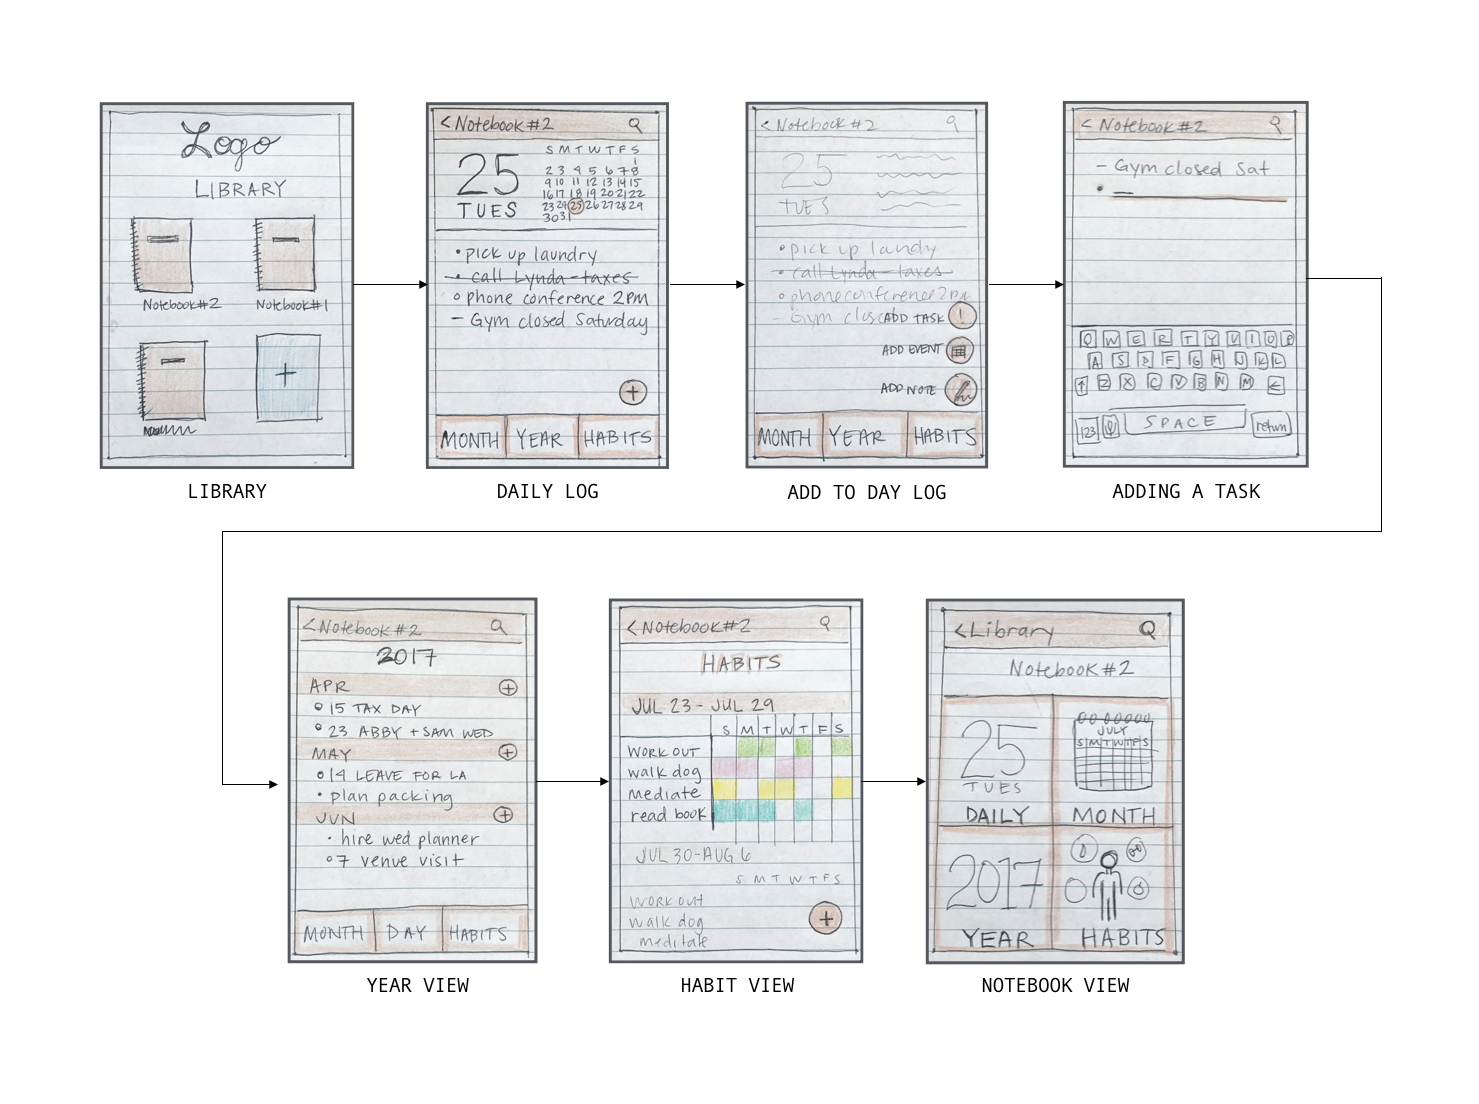 Logo
LIBRARY
Notebook#2
Notebook#1
LIBRARY
< Notebook #2
25
TUES
S M T W T F S
1
2 3 4 5 6 7 8
9 10 11 12 13 14 15
16 17 18 19 20 21 22
23 24 25 26 27 28 29
30 31
• pick up laundry
• call Lynda - taxes
o phone conference 2PM
– Gym closed Saturday
+
MONTH YEAR HABITS
DAILY LOG
< Notebook #2
25
TUES
• pick up laundy
• call Lynda - taxes
o phone conference 2pm
- Gym clos
ADD TASK !
ADD EVENT
ADD NOTE
MONTH YEAR HABITS
ADD TO DAY LOG
< Notebook #2
– Gym closed Sat
•
Q W E R T Y U I O P
A S D F G H J K L
↑ Z X C V B N M ←
123 SPACE return
ADDING A TASK
< Notebook #2
2017
APR +
o 15 TAX DAY
o 23 ABBY + SAM WED
MAY +
o 14 LEAVE FOR LA
• plan packing
JUN +
• hire wed planner
o 7 venue visit
MONTH DAY HABITS
YEAR VIEW
< Notebook #2
HABITS
JUL 23 - JUL 29
S M T W T F S
WORK OUT
walk dog
mediate
read book
JUL 30 - AUG 6
S M T W T F S
WORK OUT
walk dog
meditate
+
HABIT VIEW
< Library
Notebook #2
25
TUES
DAILY
JULY
S M T W T F S
MONTH
2017
YEAR
HABITS
NOTEBOOK VIEW